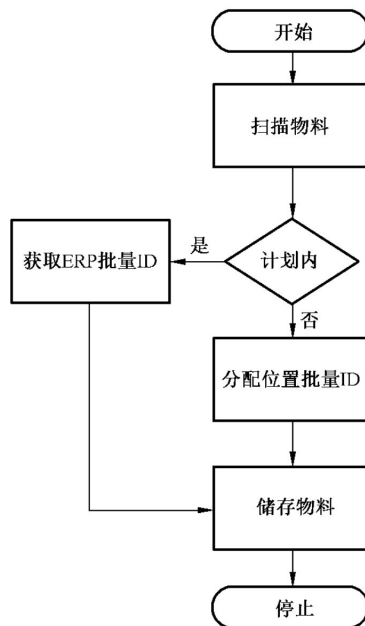 开始
扫描物料
计划内
是
获取ERP批量ID
否
分配位置批量ID
储存物料
停止